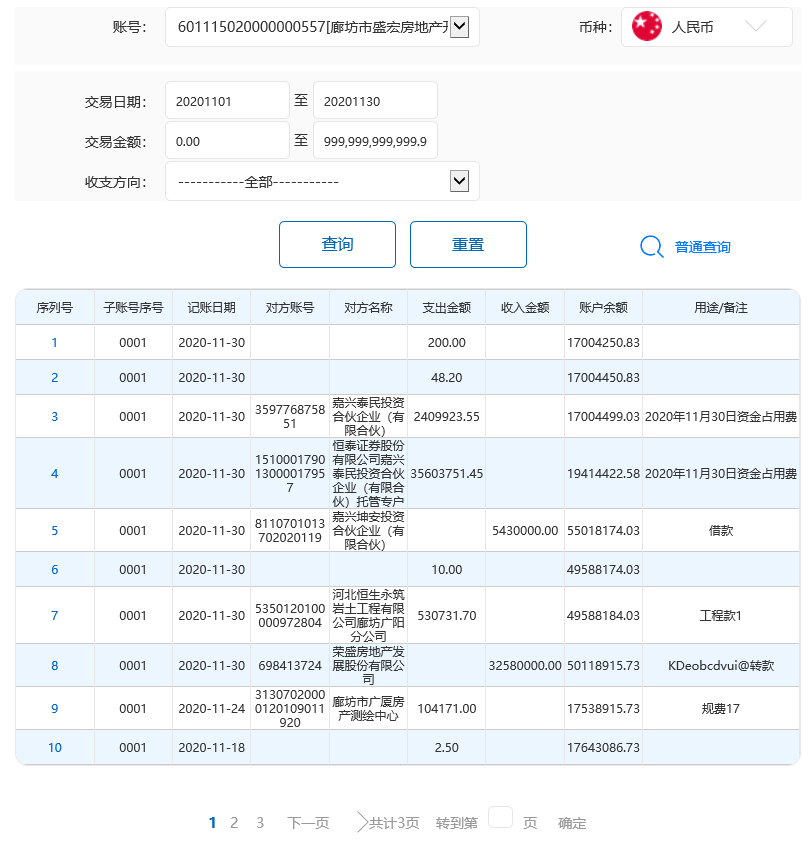 账号： 601115020000000557[廊坊市盛宏房地产开 币种： 人民币
交易日期： 20201101 至 20201130
交易金额： 0.00 至 999,999,999,999.9
收支方向： -----------全部-----------
查询 重置 普通查询
序列号 子账号序号 记账日期 对方账号 对方名称 支出金额 收入金额 账户余额 用途/备注
1 0001 2020-11-30 200.00 17004250.83
2 0001 2020-11-30 48.20 17004450.83
3 0001 2020-11-30 359776875851 嘉兴泰民投资合伙企业（有限合伙） 2409923.55 17004499.03 2020年11月30日资金占用费
4 0001 2020-11-30 151000179013000017957 恒泰证券股份有限公司嘉兴泰民投资合伙企业（有限合伙）托管专户 35603751.45 19414422.58 2020年11月30日资金占用费
5 0001 2020-11-30 8110701013702020119 嘉兴坤安投资合伙企业（有限合伙） 5430000.00 55018174.03 借款
6 0001 2020-11-30 10.00 49588174.03
7 0001 2020-11-30 5350120100000972804 河北恒生永筑岩土工程有限公司廊坊广阳分公司 530731.70 49588184.03 工程款1
8 0001 2020-11-30 698413724 荣盛房地产发展股份有限公司 32580000.00 50118915.73 KDeobcdvui@转款
9 0001 2020-11-24 31307020000120109011920 廊坊市广厦房产测绘中心 104171.00 17538915.73 规费17
10 0001 2020-11-18 2.50 17643086.73
1 2 3 下一页 共计3页 转到第 页 确定